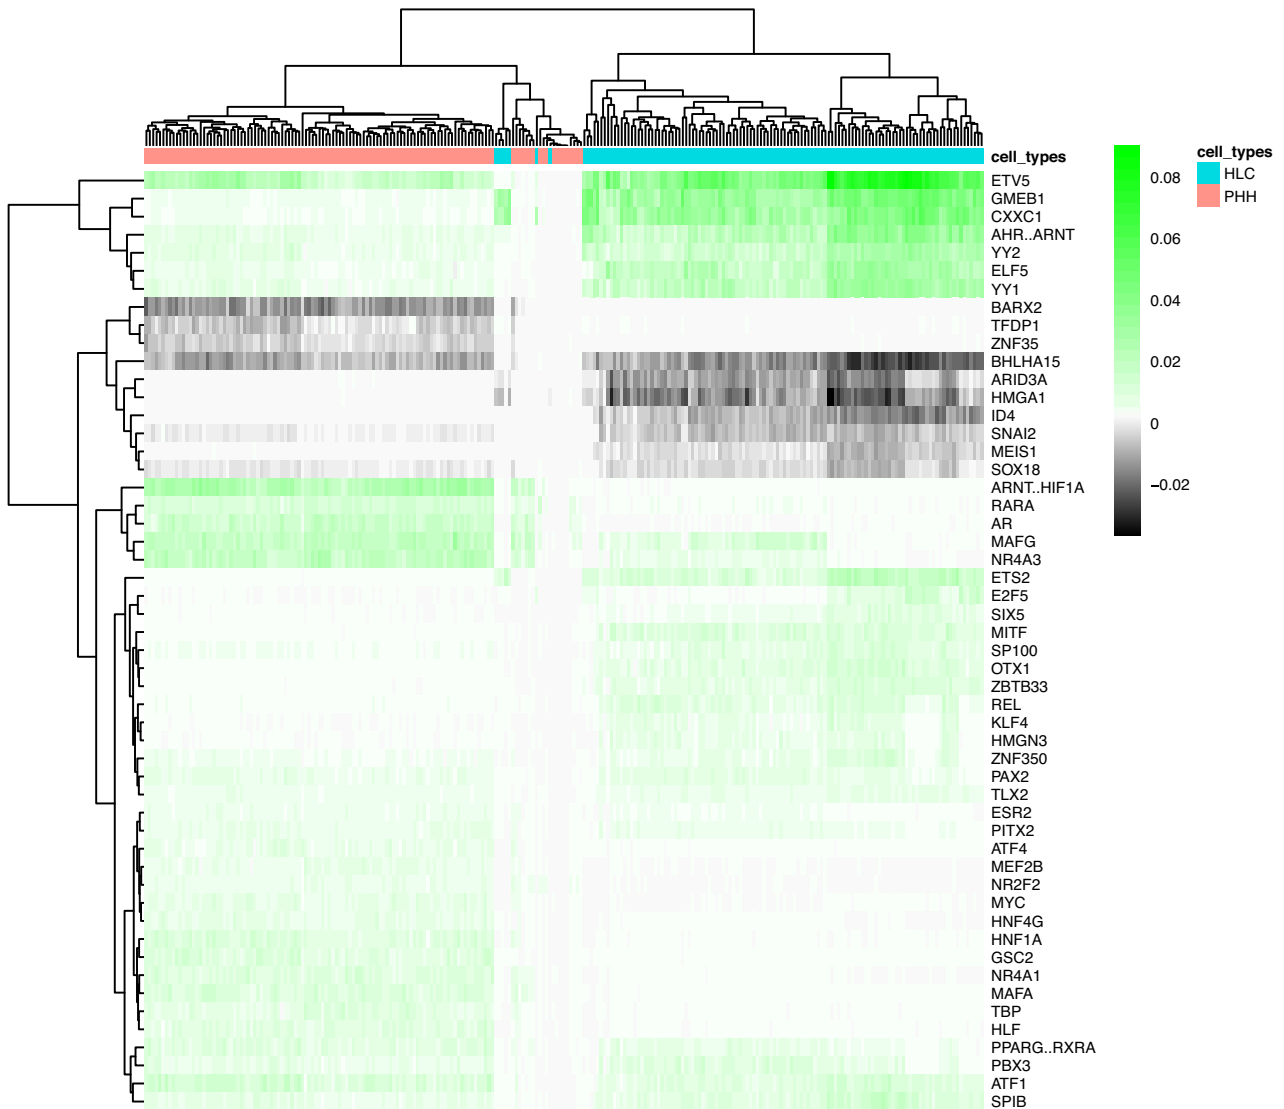 cell_types
ETV5
GMEB1
CXXC1
AHR..ARNT
YY2
ELF5
YY1
BARX2
TFDP1
ZNF35
BHLHA15
ARID3A
HMGA1
ID4
SNAI2
MEIS1
SOX18
ARNT..HIF1A
RARA
AR
MAFG
NR4A3
ETS2
E2F5
SIX5
MITF
SP100
OTX1
ZBTB33
REL
KLF4
HMGN3
ZNF350
PAX2
TLX2
ESR2
PITX2
ATF4
MEF2B
NR2F2
MYC
HNF4G
HNF1A
GSC2
NR4A1
MAFA
TBP
HLF
PPARG..RXRA
PBX3
ATF1
SPIB
0.08
0.06
0.04
0.02
0
−0.02
cell_types
HLC
PHH